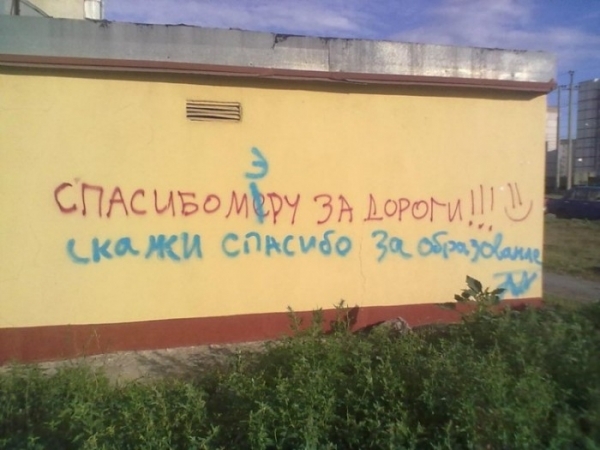 Э
СПАСИБО МЕРУ ЗА ДОРОГИ!!! =)
скажи спасибо за образование